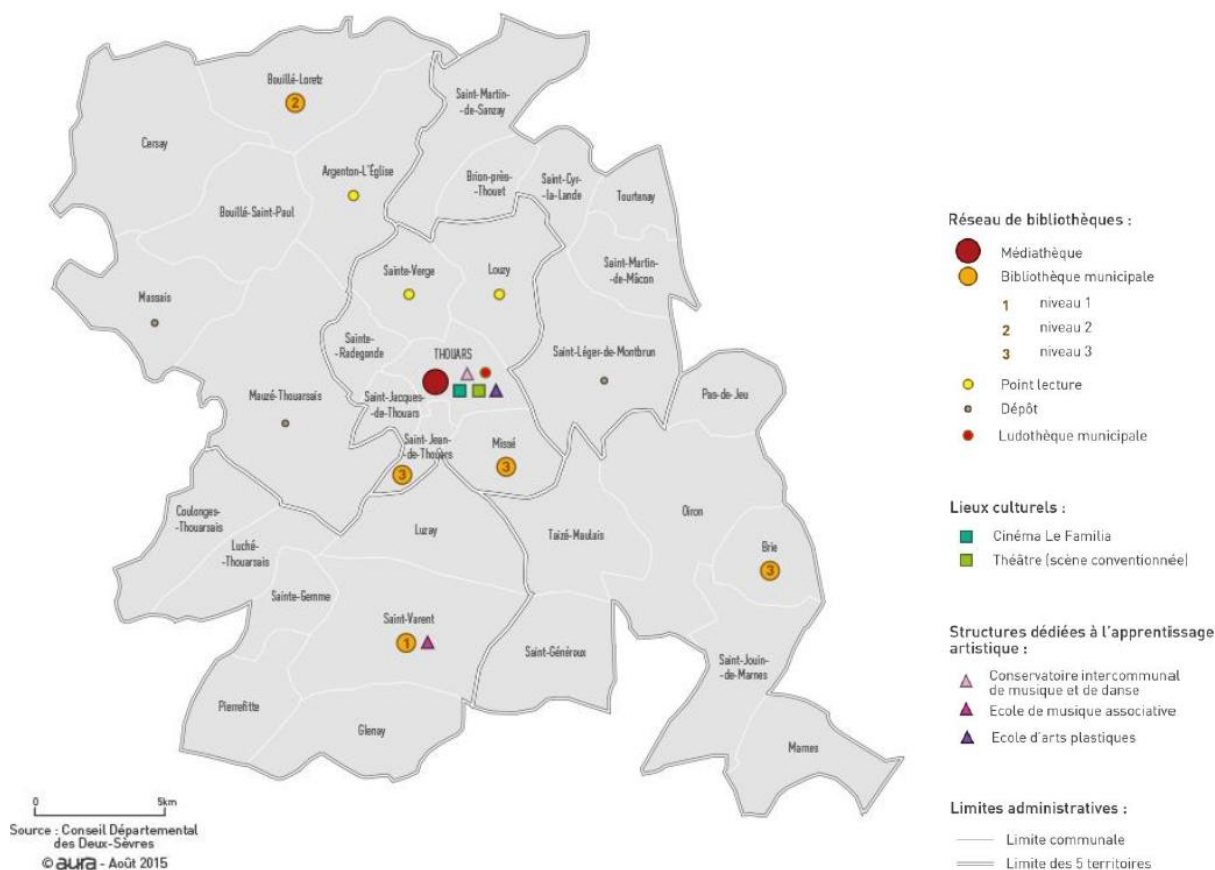 Bouillé-Loretz
2
Saint-Martin-
-de-Sanzay
Cersay
Argenton-L'Église
Brion-près-
-Thouet
Saint-Cyr-
-la-Lande
Tourtenay
Bouillé-Saint-Paul
Sainte-Verge
Louzy
Saint-Martin-
-de-Mâcon
Massais
Sainte-
-Radegonde
THOUARS
Saint-Léger-de-Montbrun
Saint-Jacques-
-de-Thouars
Pas-de-Jeu
Mauzé-Thouarsais
Saint-Jean-
-de-Thouars
3
Missé
3
Coulonges-
-Thouarsais
Luzay
Taizé-Maulais
Oiron
Luché-
-Thouarsais
Brie
3
Sainte-Gemme
Saint-Varent
1
Saint-Généroux
Saint-Jouin-
-de-Marnes
Pierrefitte
Glenay
Marnes
Réseau de bibliothèques :
Médiathèque
Bibliothèque municipale
1 niveau 1
2 niveau 2
3 niveau 3
Point lecture
Dépôt
Ludothèque municipale
Lieux culturels :
Cinéma Le Familia
Théâtre (scène conventionnée)
Structures dédiées à l'apprentissage
artistique :
Conservatoire intercommunal
de musique et de danse
Ecole de musique associative
Ecole d'arts plastiques
Limites administratives :
Limite communale
Limite des 5 territoires
0 5km
Source : Conseil Départemental
des Deux-Sèvres
© aura - Août 2015